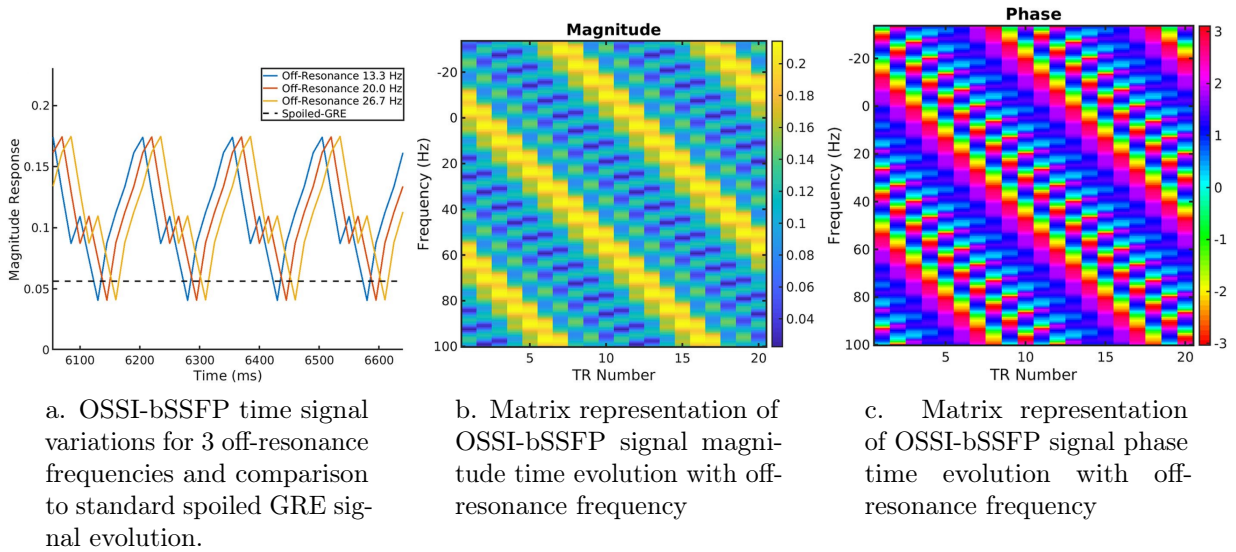 Magnitude
Phase
Off-Resonance 13.3 Hz
Off-Resonance 20.0 Hz
Off-Resonance 26.7 Hz
Spoiled-GRE
Magnitude Response
0.2
0.15
0.1
0.05
0
6100
6200
6300
6400
6500
6600
Time (ms)
Frequency (Hz)
-20
0
20
40
60
80
100
5
10
15
20
TR Number
0.2
0.18
0.16
0.14
0.12
0.1
0.08
0.06
0.04
Frequency (Hz)
-20
0
20
40
60
80
100
5
10
15
20
TR Number
3
2
1
0
-1
-2
-3
a. OSSI-bSSFP time signal
variations for 3 off-resonance
frequencies and comparison
to standard spoiled GRE sig-
nal evolution.
b. Matrix representation of
OSSI-bSSFP signal magni-
tude time evolution with off-
resonance frequency
c. Matrix representation
of OSSI-bSSFP signal phase
time evolution with off-
resonance frequency